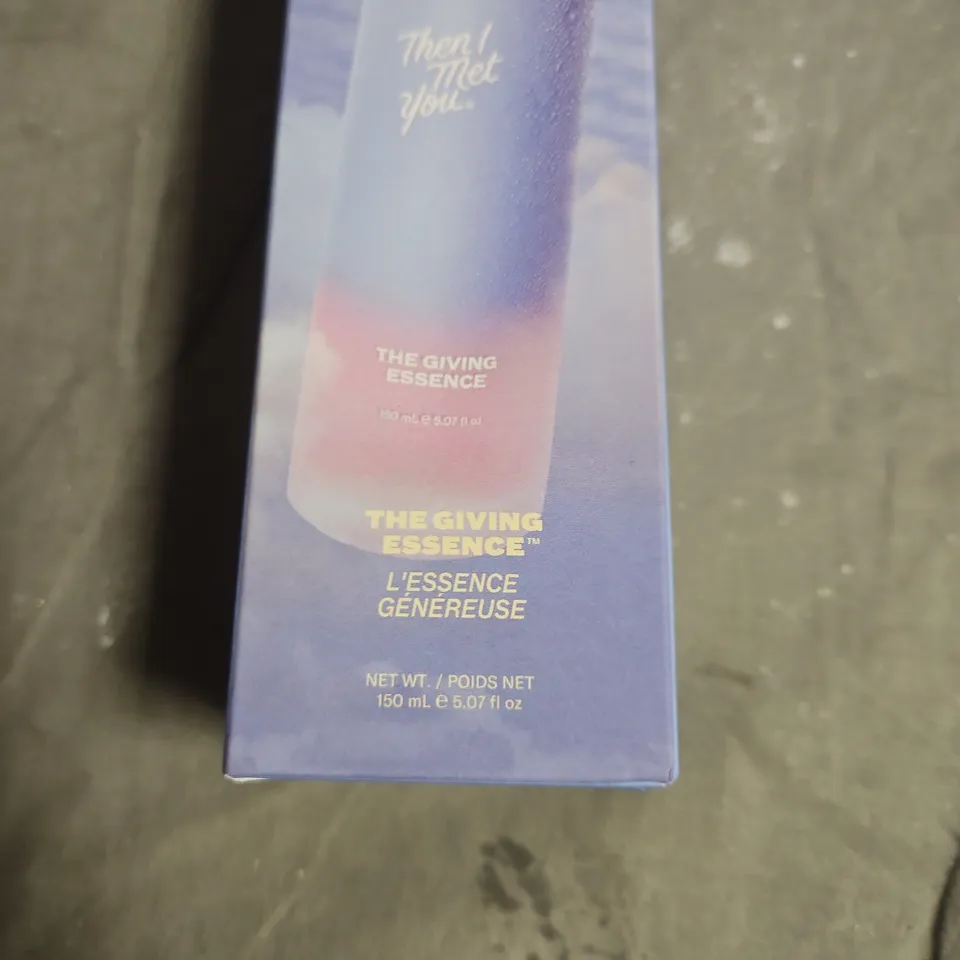 Then I
Met
You.
THE GIVING
ESSENCE
150 mL e 5.07 fl oz
THE GIVING
ESSENCE™
L'ESSENCE
GÉNÉREUSE
NET WT. / POIDS NET
150 mL e 5.07 fl oz